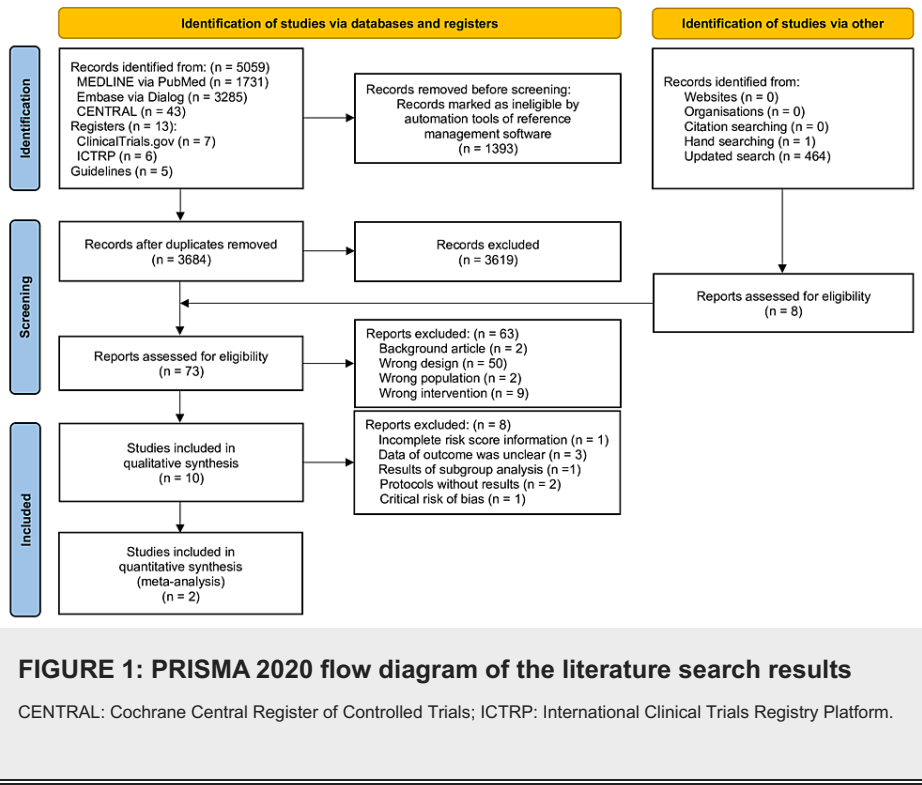 Identification of studies via databases and registers
Identification of studies via other
Identification
Records identified from: (n = 5059)
MEDLINE via PubMed (n = 1731)
Embase via Dialog (n = 3285)
CENTRAL (n = 43)
Registers (n = 13):
ClinicalTrials.gov (n = 7)
ICTRP (n = 6)
Guidelines (n = 5)
Records removed before screening:
Records marked as ineligible by
automation tools of reference
management software
(n = 1393)
Records identified from:
Websites (n = 0)
Organisations (n = 0)
Citation searching (n = 0)
Hand searching (n = 1)
Updated search (n = 464)
Screening
Records after duplicates removed
(n = 3684)
Records excluded
(n = 3619)
Reports assessed for eligibility
(n = 8)
Reports assessed for eligibility
(n = 73)
Reports excluded: (n = 63)
Background article (n = 2)
Wrong design (n = 50)
Wrong population (n = 2)
Wrong intervention (n = 9)
Included
Studies included in
qualitative synthesis
(n = 10)
Reports excluded: (n = 8)
Incomplete risk score information (n = 1)
Data of outcome was unclear (n = 3)
Results of subgroup analysis (n =1)
Protocols without results (n = 2)
Critical risk of bias (n = 1)
Studies included in
quantitative synthesis
(meta-analysis)
(n = 2)
FIGURE 1: PRISMA 2020 flow diagram of the literature search results
CENTRAL: Cochrane Central Register of Controlled Trials; ICTRP: International Clinical Trials Registry Platform.